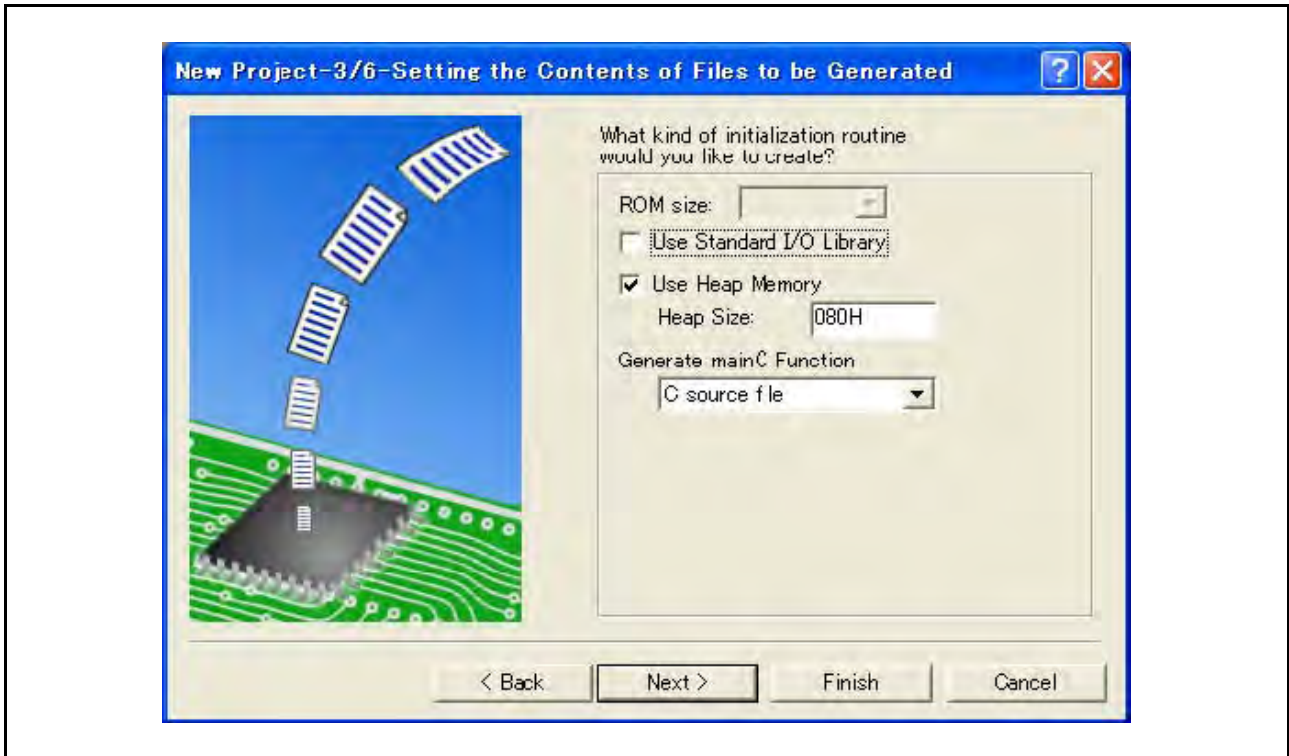 New Project-3/6-Setting the Contents of Files to be Generated
What kind of initialization routine
would you like to create?
ROM size:
Use Standard I/O Library
Use Heap Memory
Heap Size: 080H
Generate mainC Function
C source file
< Back Next > Finish Cancel